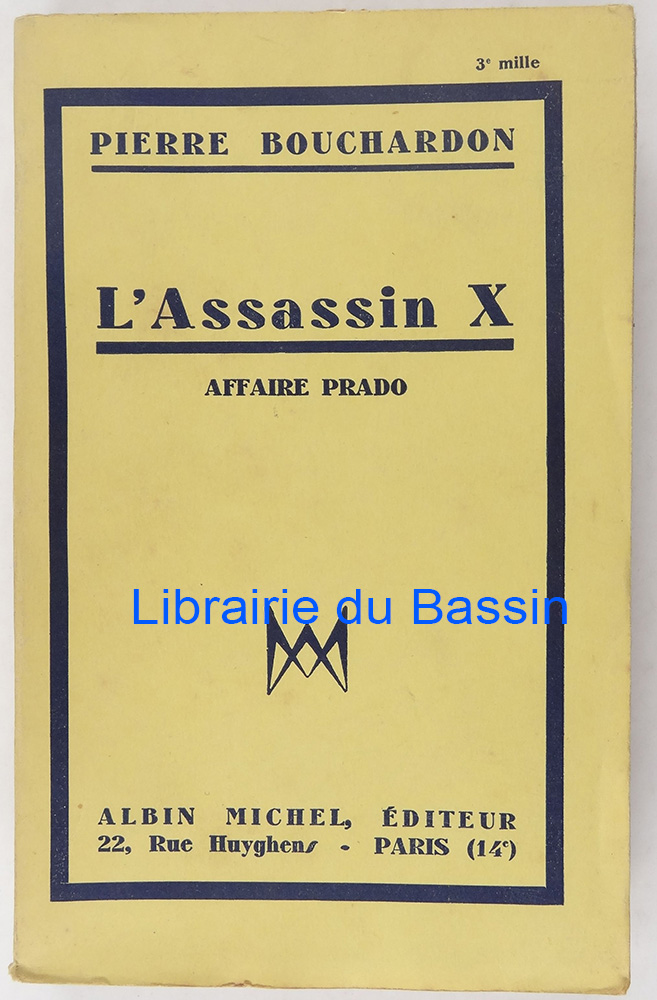 3e mille
PIERRE BOUCHARDON
L'Assassin X
AFFAIRE PRADO
Librairie du Bassin
ALBIN MICHEL, ÉDITEUR
22, Rue Huyghens - PARIS (14e)